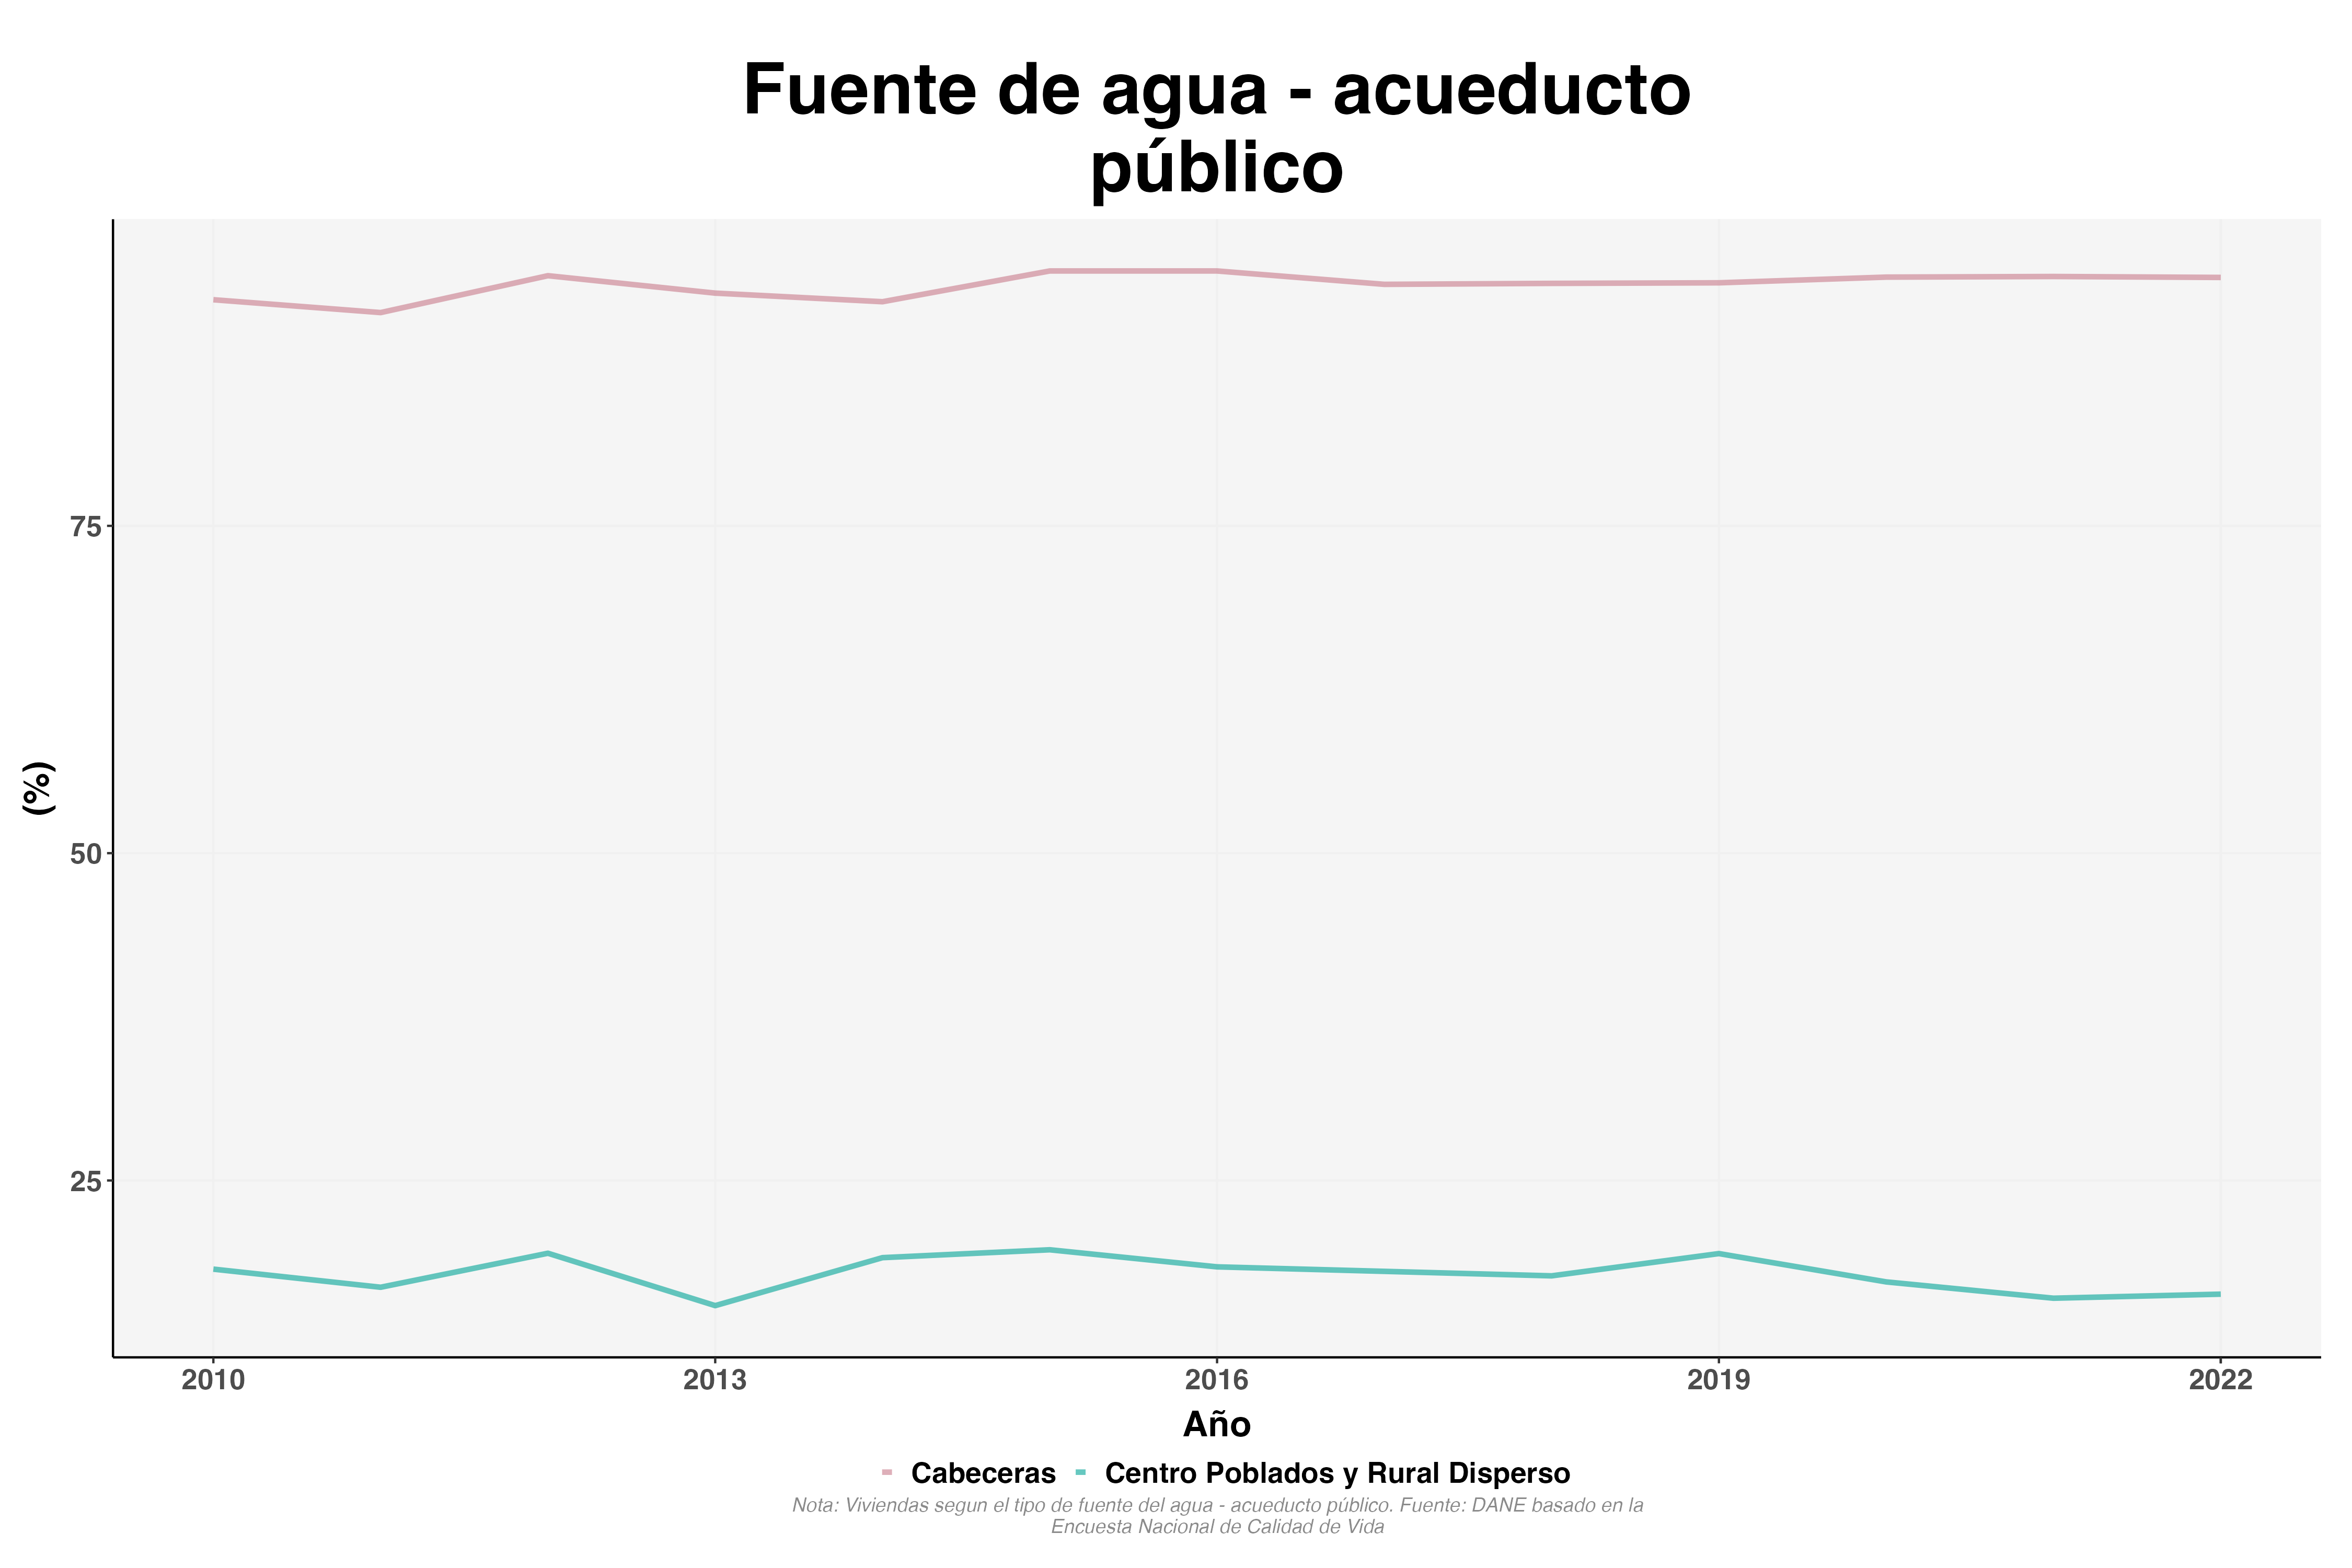 Fuente de agua - acueducto
público
(%)
75
50
25
2010 2013 2016 2019 2022
Año
Cabeceras Centro Poblados y Rural Disperso
Nota: Viviendas segun el tipo de fuente del agua - acueducto público. Fuente: DANE basado en la
Encuesta Nacional de Calidad de Vida